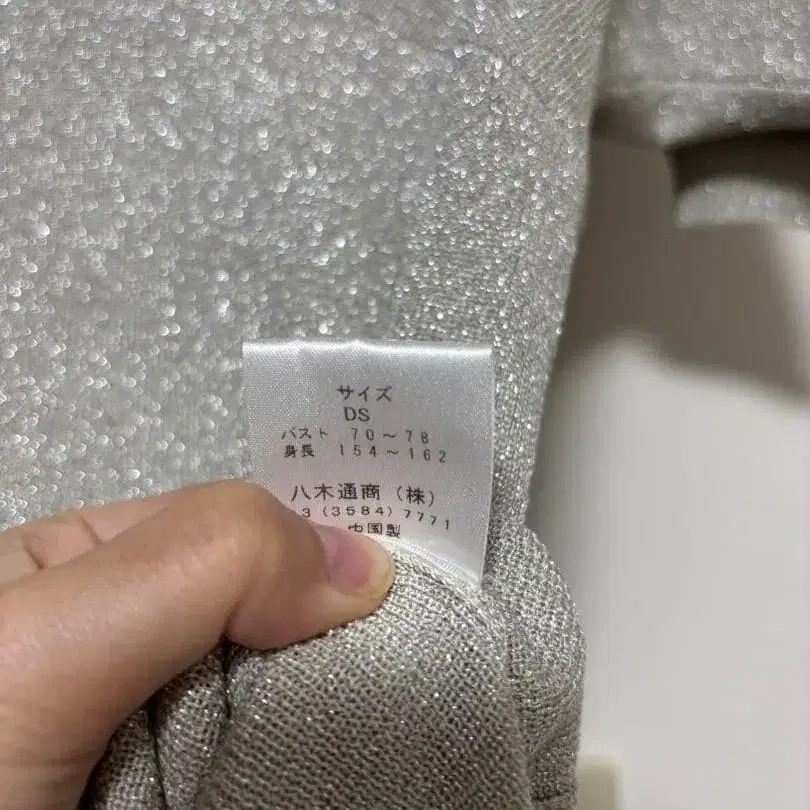 サイズ
DS
バスト 70～78
身長 154～162
八木通商（株）
3(3584)7771
中国製